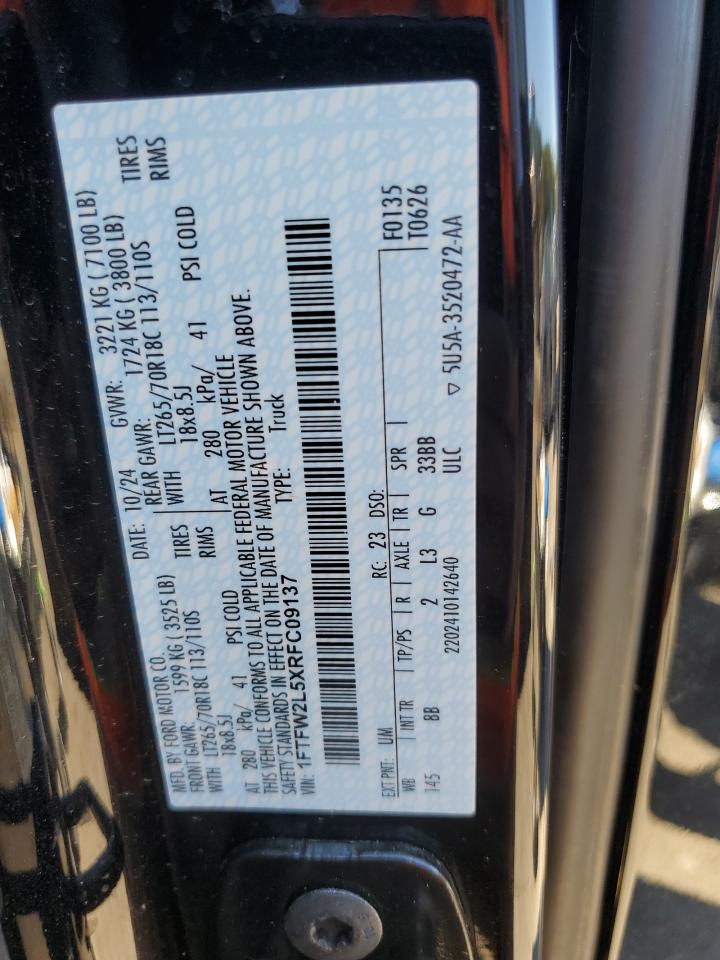 MFD. BY FORD MOTOR CO. DATE: 10/24 GVWR: 3221 KG ( 7100 LB)
FRONT GAWR: 1599 KG ( 3525 LB) REAR GAWR: 1724 KG ( 3800 LB)
WITH LT265/70R18C 113/110S TIRES WITH LT265/70R18C 113/110S TIRES
18x8.5J RIMS 18x8.5J RIMS
AT 280 kPa/ 41 PSI COLD AT 280 kPa/ 41 PSI COLD
THIS VEHICLE CONFORMS TO ALL APPLICABLE FEDERAL MOTOR VEHICLE
SAFETY STANDARDS IN EFFECT ON THE DATE OF MANUFACTURE SHOWN ABOVE.
VIN: 1FTFW2L5XRFC09137 TYPE: Truck
F0135
T0626
EXT PNT: UM RC: 23 DSO:
WB INT TR TP/PS R AXLE TR SPR
145 8B 2 L3 G 33BB
2202410142640 ULC ▽ 5U5A-3520472-AA